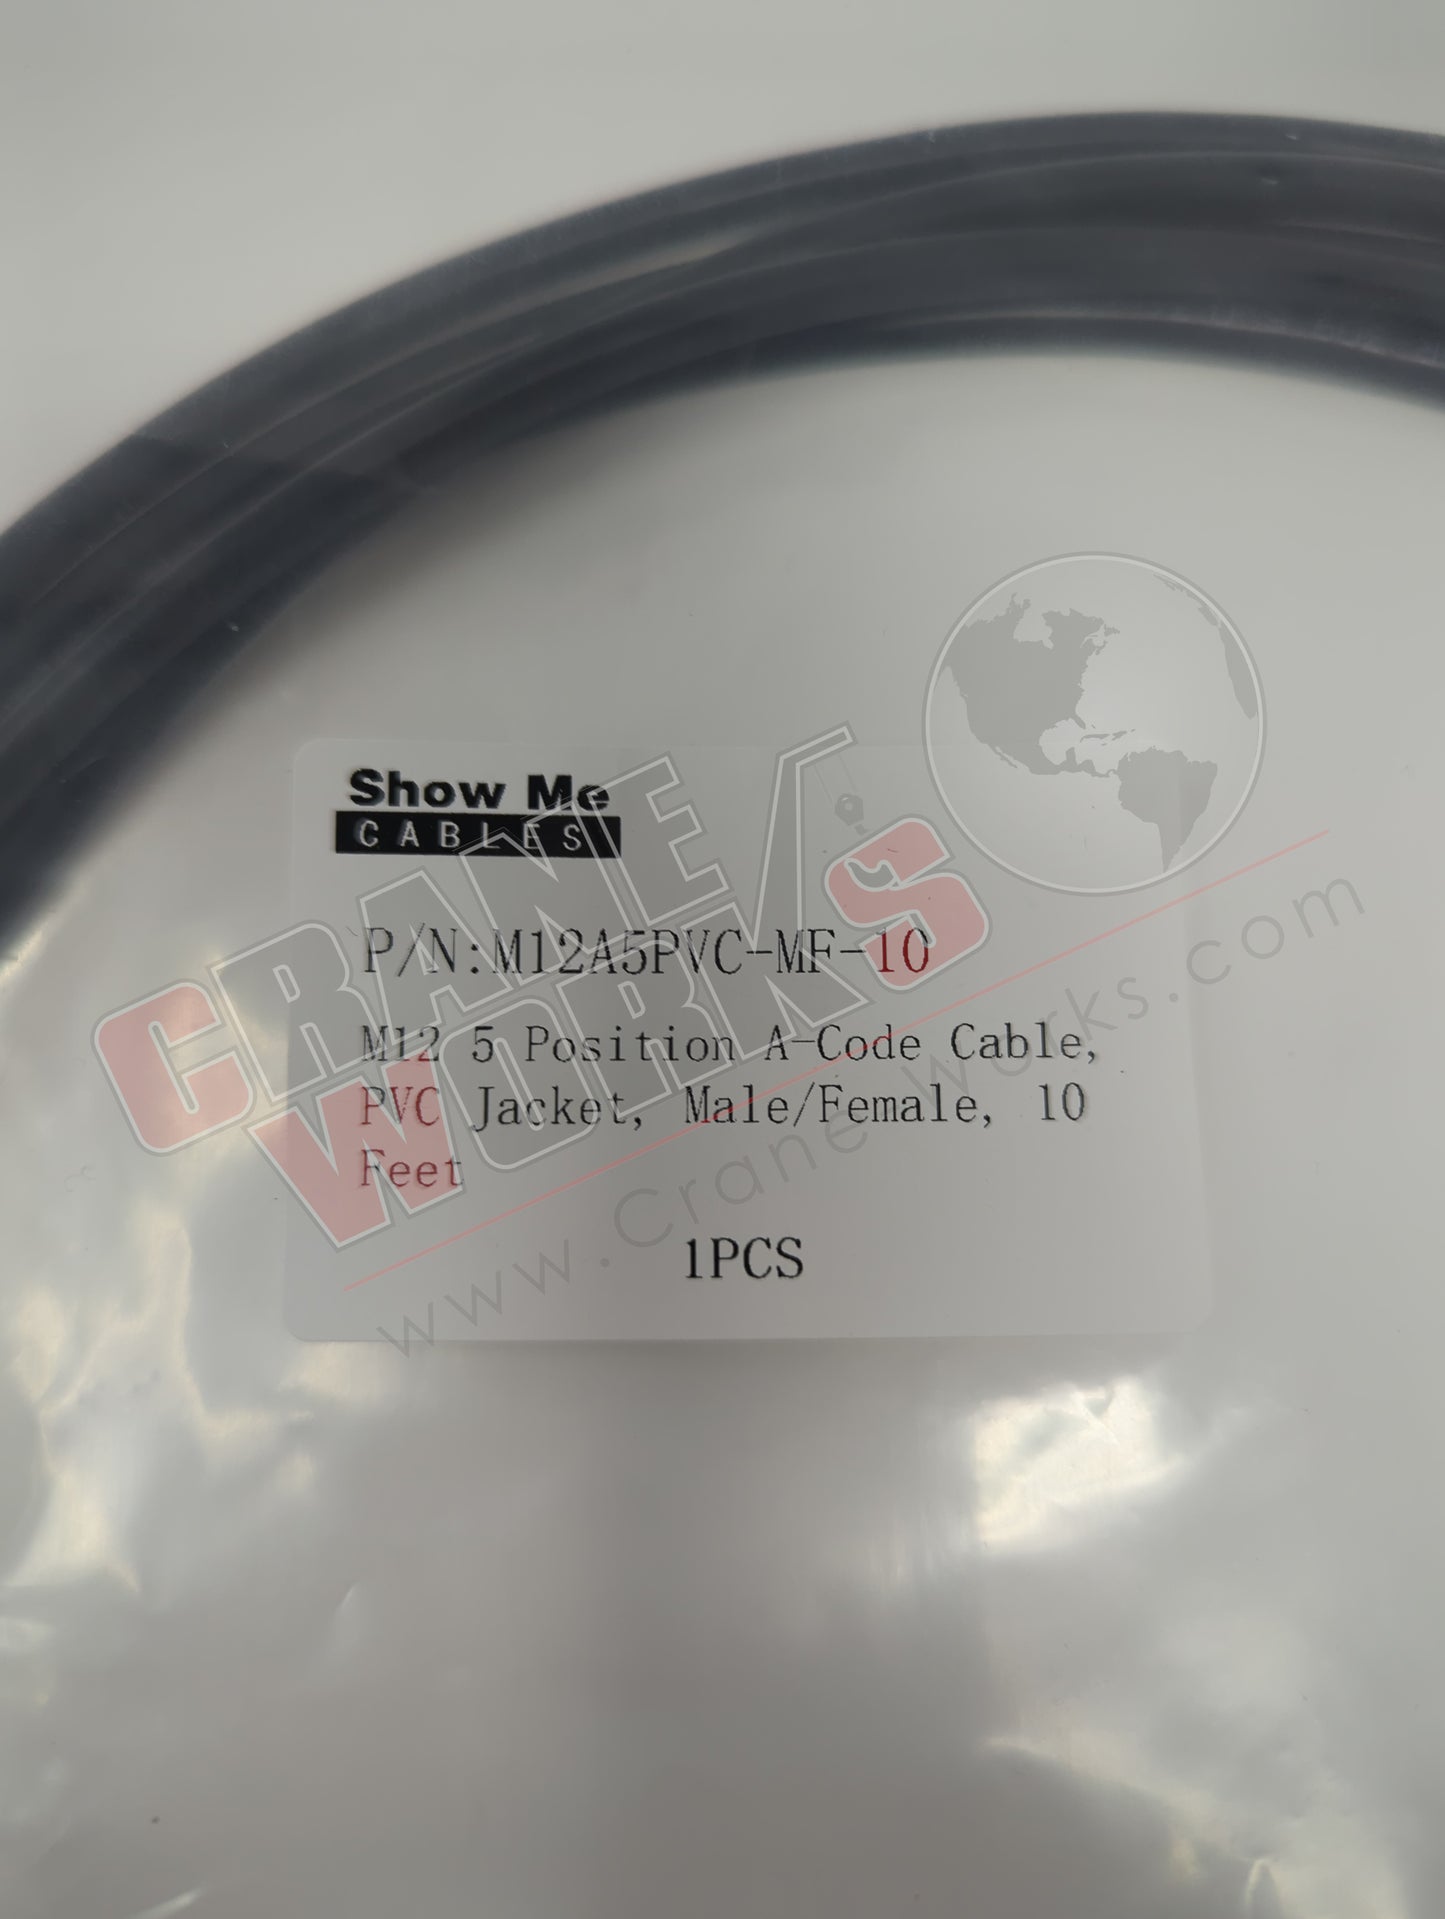 Show Me
CABLES
P/N:M12A5PVC-MF-10
M12 5 Position A-Code Cable,
PVC Jacket, Male/Female, 10
Feet
1PCS
CRANE
WORKS
www.CraneWorks.com